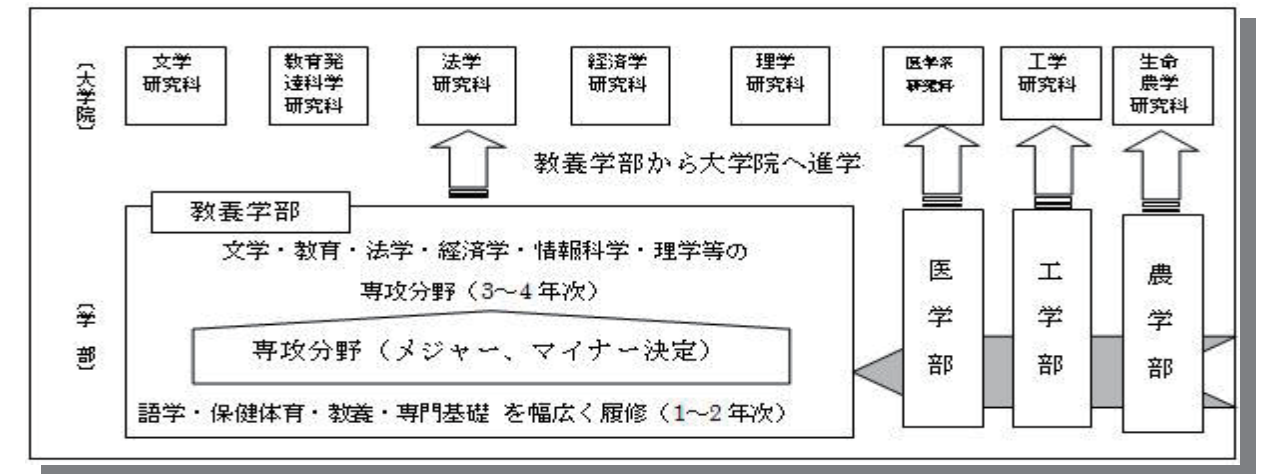 〔大学院〕
文学
研究科
教育発
達科学
研究科
法学
研究科
経済学
研究科
理学
研究科
医学系
研究科
工学
研究科
生命
農学
研究科
教養学部から大学院へ進学
〔学 部〕
教養学部
文学・教育・法学・経済学・情報科学・理学等の
専攻分野（3～4年次）
専攻分野（メジャー、マイナー決定）
語学・保健体育・教養・専門基礎 を幅広く履修（1～2年次）
医学部
工学部
農学部